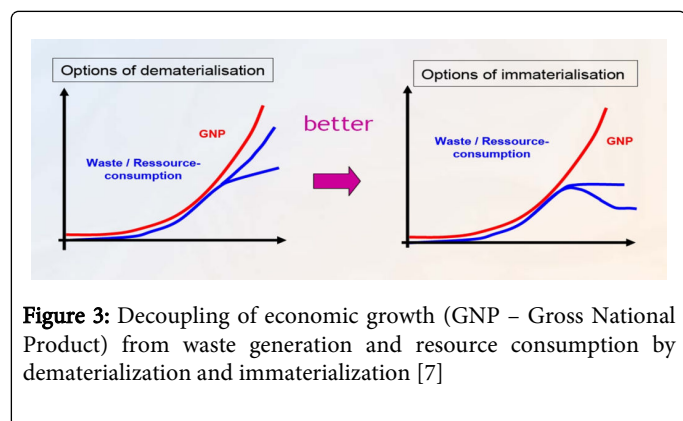 Options of dematerialisation
GNP
Waste / Ressource-
consumption
better
Options of immaterialisation
Waste / Ressource-
consumption
GNP
Figure 3: Decoupling of economic growth (GNP – Gross National
Product) from waste generation and resource consumption by
dematerialization and immaterialization [7]